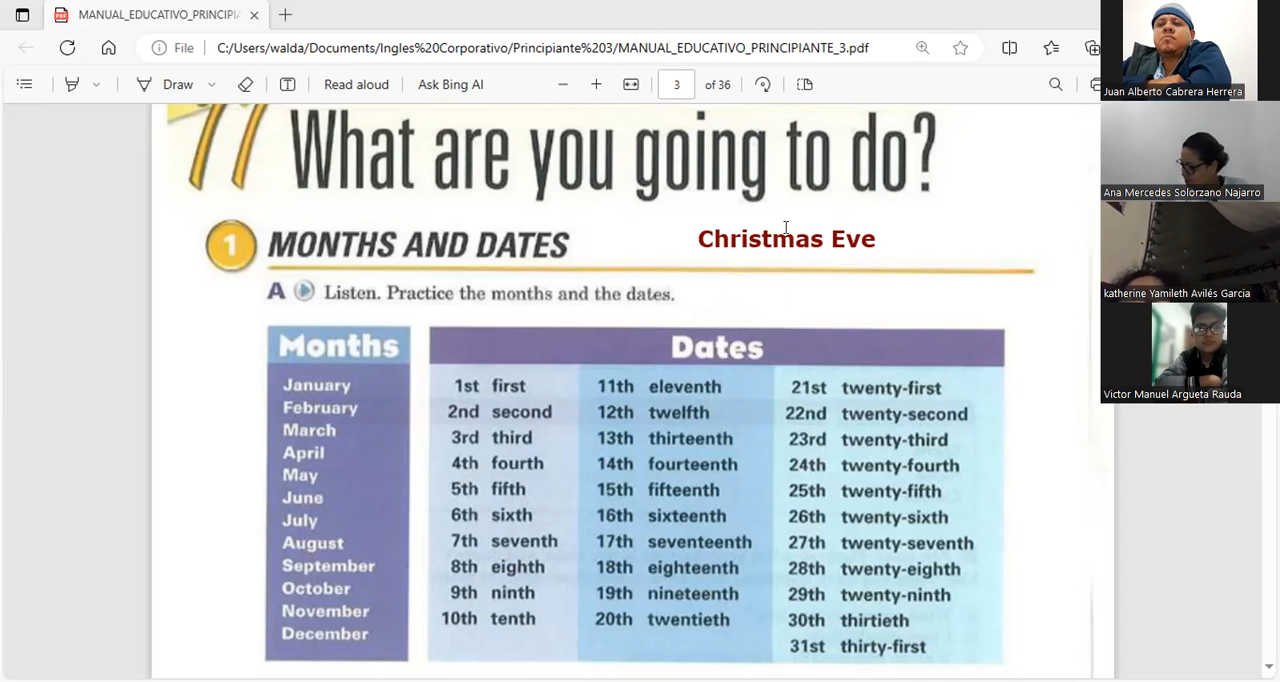 MANUAL_EDUCATIVO_PRINCIPIA
File
C:/Users/walda/Documents/Ingles%20Corporativo/Principiante%203/MANUAL_EDUCATIVO_PRINCIPIANTE_3.pdf
Draw
Read aloud
Ask Bing AI
3 of 36
What are you going to do?
1 MONTHS AND DATES
Christmas Eve
A Listen. Practice the months and the dates.
Months
January
February
March
April
May
June
July
August
September
October
November
December
Dates
1st first
2nd second
3rd third
4th fourth
5th fifth
6th sixth
7th seventh
8th eighth
9th ninth
10th tenth
11th eleventh
12th twelfth
13th thirteenth
14th fourteenth
15th fifteenth
16th sixteenth
17th seventeenth
18th eighteenth
19th nineteenth
20th twentieth
21st twenty-first
22nd twenty-second
23rd twenty-third
24th twenty-fourth
25th twenty-fifth
26th twenty-sixth
27th twenty-seventh
28th twenty-eighth
29th twenty-ninth
30th thirtieth
31st thirty-first
Juan Alberto Cabrera Herrera
Ana Mercedes Solorzano Najarro
katherine Yamileth Avilés Garcia
Victor Manuel Argueta Rauda